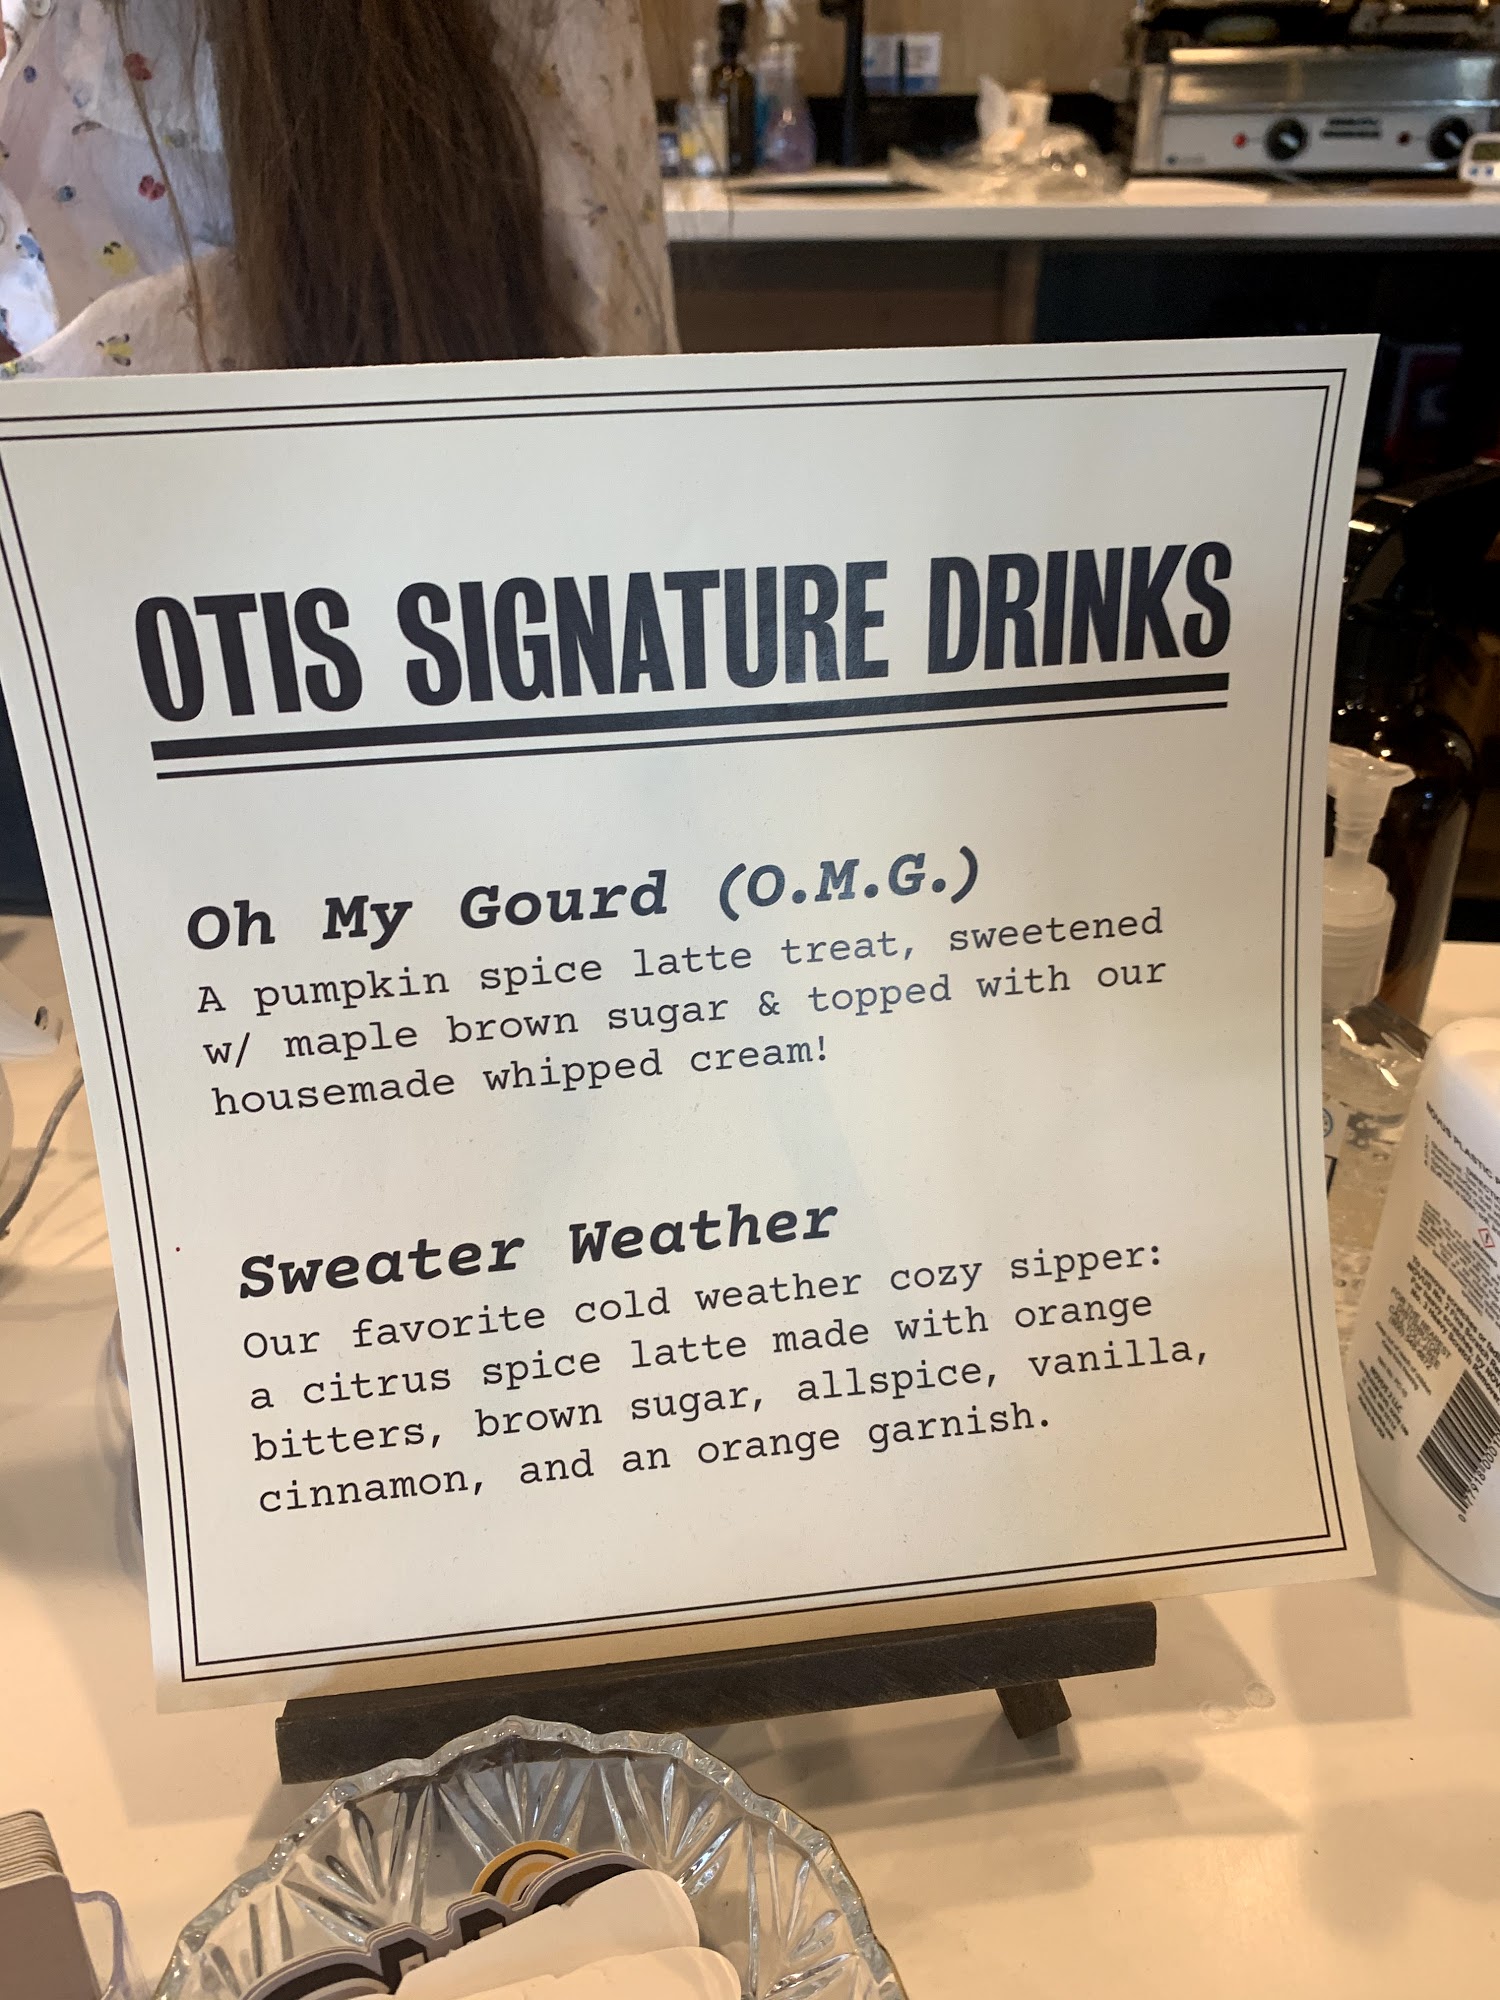 OTIS SIGNATURE DRINKS
Oh My Gourd (O.M.G.)
A pumpkin spice latte treat, sweetened
w/ maple brown sugar & topped with our
housemade whipped cream!
Sweater Weather
Our favorite cold weather cozy sipper:
a citrus spice latte made with orange
bitters, brown sugar, allspice, vanilla,
cinnamon, and an orange garnish.
NOVUS PLASTIC